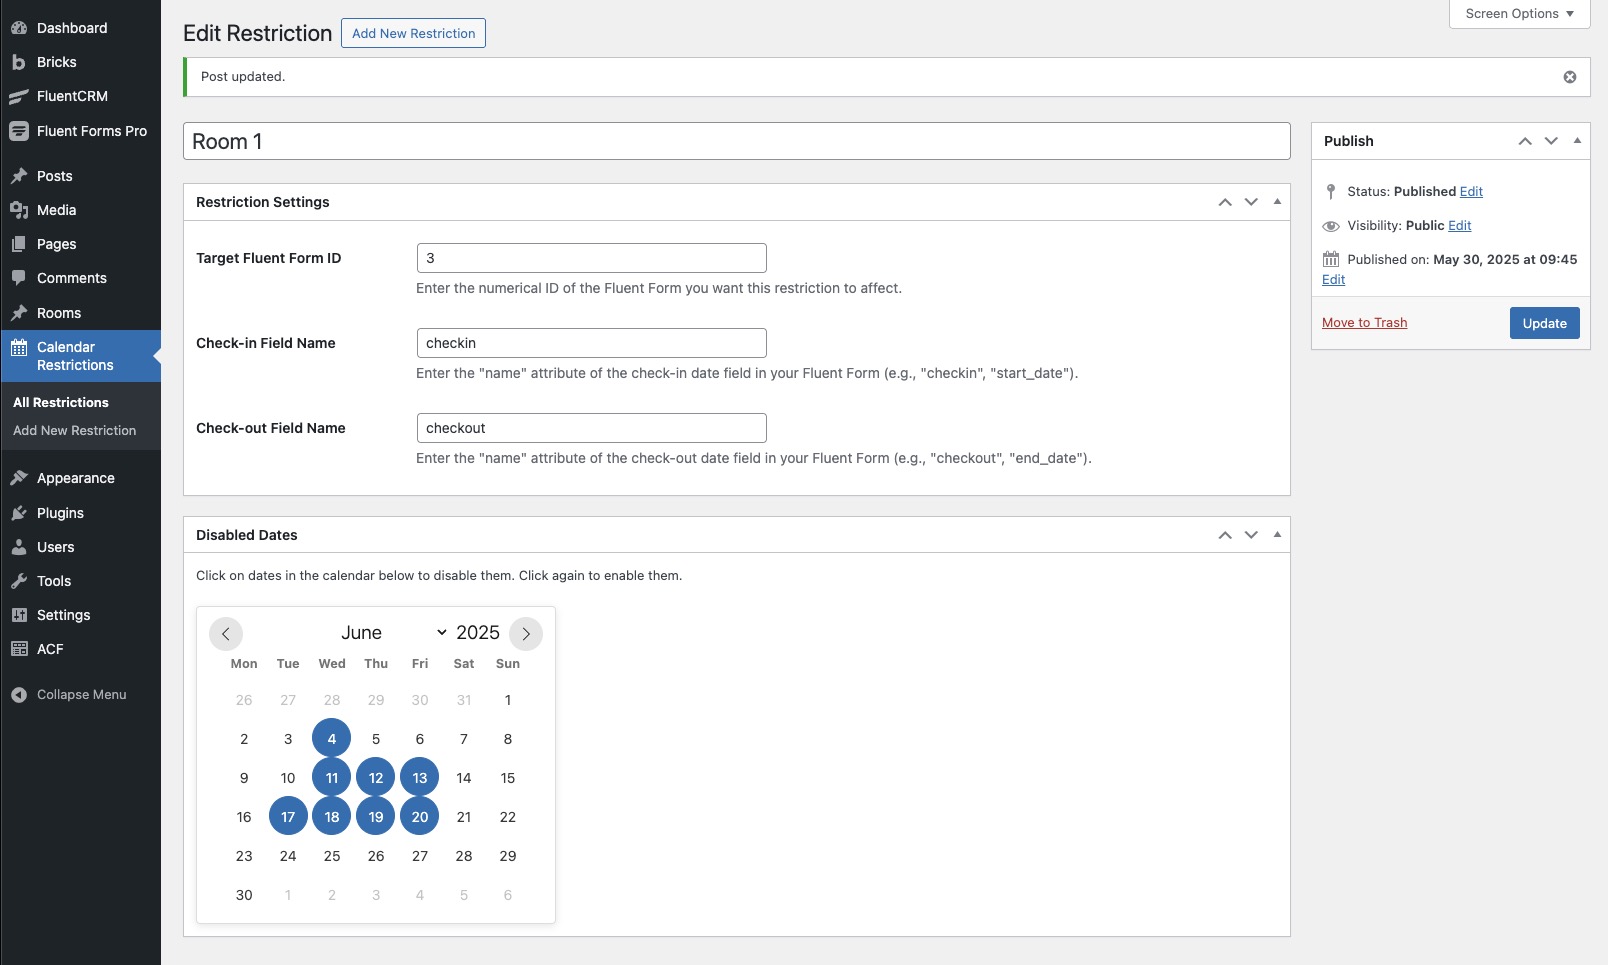 Dashboard
Bricks
FluentCRM
Fluent Forms Pro
Posts
Media
Pages
Comments
Rooms
Calendar
Restrictions
All Restrictions
Add New Restriction
Appearance
Plugins
Users
Tools
Settings
ACF
Collapse Menu
Screen Options
Edit Restriction Add New Restriction
Post updated.
Room 1
Restriction Settings
Target Fluent Form ID 3
Enter the numerical ID of the Fluent Form you want this restriction to affect.
Check-in Field Name checkin
Enter the "name" attribute of the check-in date field in your Fluent Form (e.g., "checkin", "start_date").
Check-out Field Name checkout
Enter the "name" attribute of the check-out date field in your Fluent Form (e.g., "checkout", "end_date").
Disabled Dates
Click on dates in the calendar below to disable them. Click again to enable them.
June 2025
Mon Tue Wed Thu Fri Sat Sun
26 27 28 29 30 31 1
2 3 4 5 6 7 8
9 10 11 12 13 14 15
16 17 18 19 20 21 22
23 24 25 26 27 28 29
30 1 2 3 4 5 6
Publish
Status: Published Edit
Visibility: Public Edit
Published on: May 30, 2025 at 09:45
Edit
Move to Trash Update